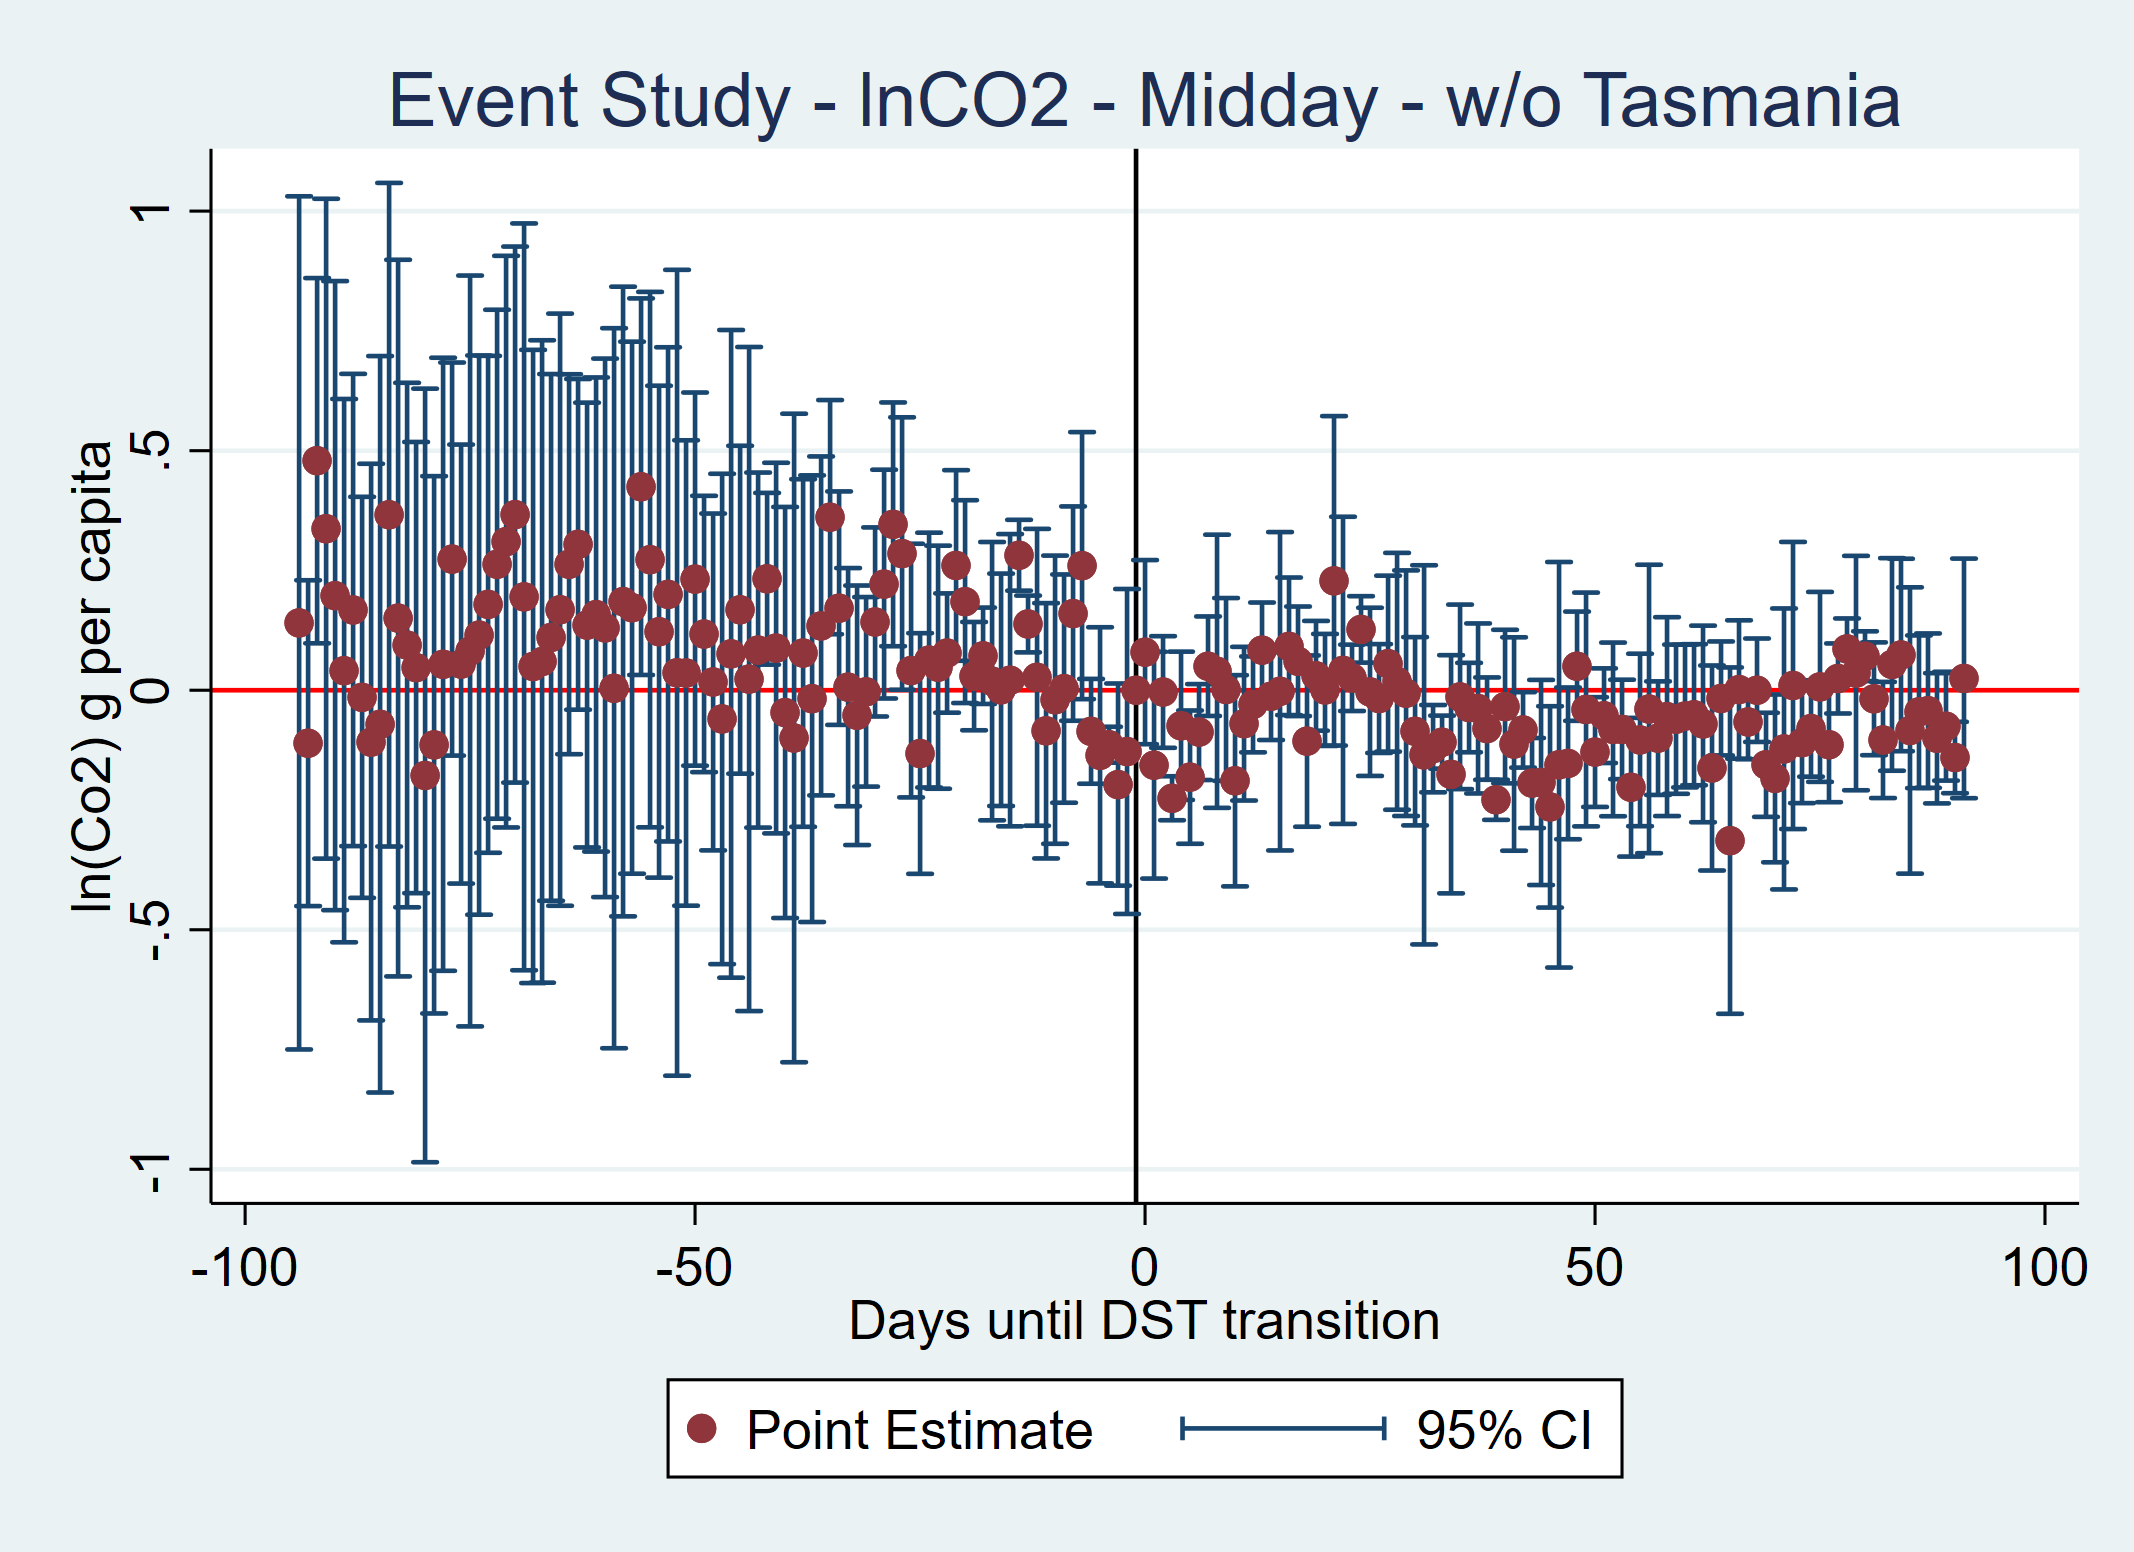 Event Study - lnCO2 - Midday - w/o Tasmania
ln(Co2) g per capita
1
.5
0
-.5
-1
-100
-50
0
50
100
Days until DST transition
Point Estimate
95% CI